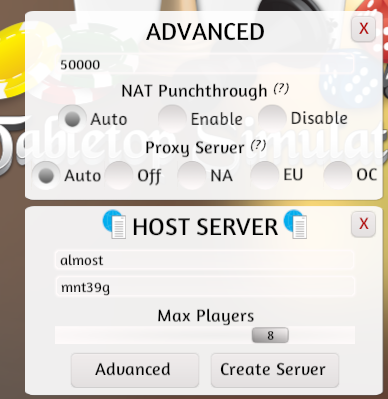 ADVANCED X
50000
NAT Punchthrough (?)
Auto Enable Disable
Tabletop Simulat
Proxy Server (?)
Auto Off NA EU OC
HOST SERVER X
almost
mnt39g
Max Players
8
Advanced Create Server